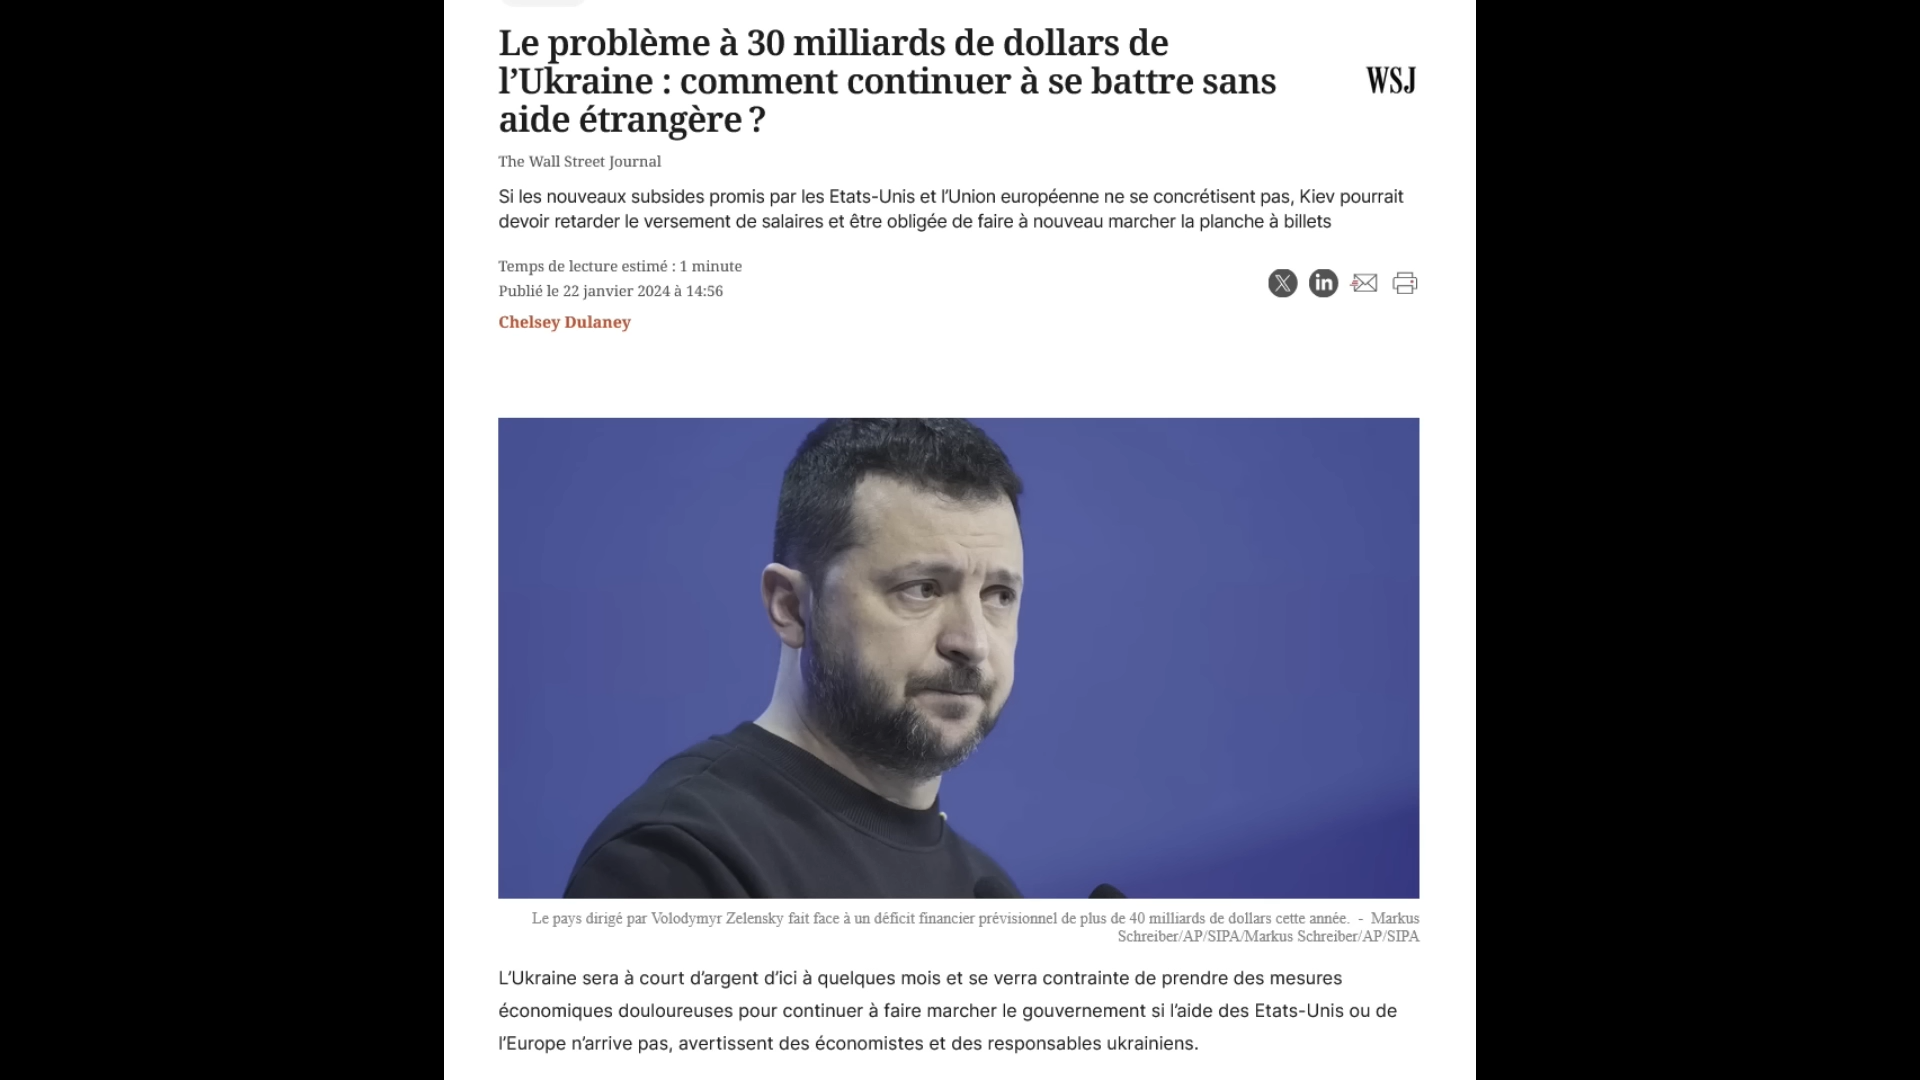 Le problème à 30 milliards de dollars de
l’Ukraine : comment continuer à se battre sans
aide étrangère ?
WSJ
The Wall Street Journal
Si les nouveaux subsides promis par les Etats-Unis et l’Union européenne ne se concrétisent pas, Kiev pourrait
devoir retarder le versement de salaires et être obligée de faire à nouveau marcher la planche à billets
Temps de lecture estimé : 1 minute
Publié le 22 janvier 2024 à 14:56
Chelsey Dulaney
Le pays dirigé par Volodymyr Zelensky fait face à un déficit financier prévisionnel de plus de 40 milliards de dollars cette année. - Markus
Schreiber/AP/SIPA/Markus Schreiber/AP/SIPA
L’Ukraine sera à court d’argent d’ici à quelques mois et se verra contrainte de prendre des mesures
économiques douloureuses pour continuer à faire marcher le gouvernement si l’aide des Etats-Unis ou de
l’Europe n’arrive pas, avertissent des économistes et des responsables ukrainiens.